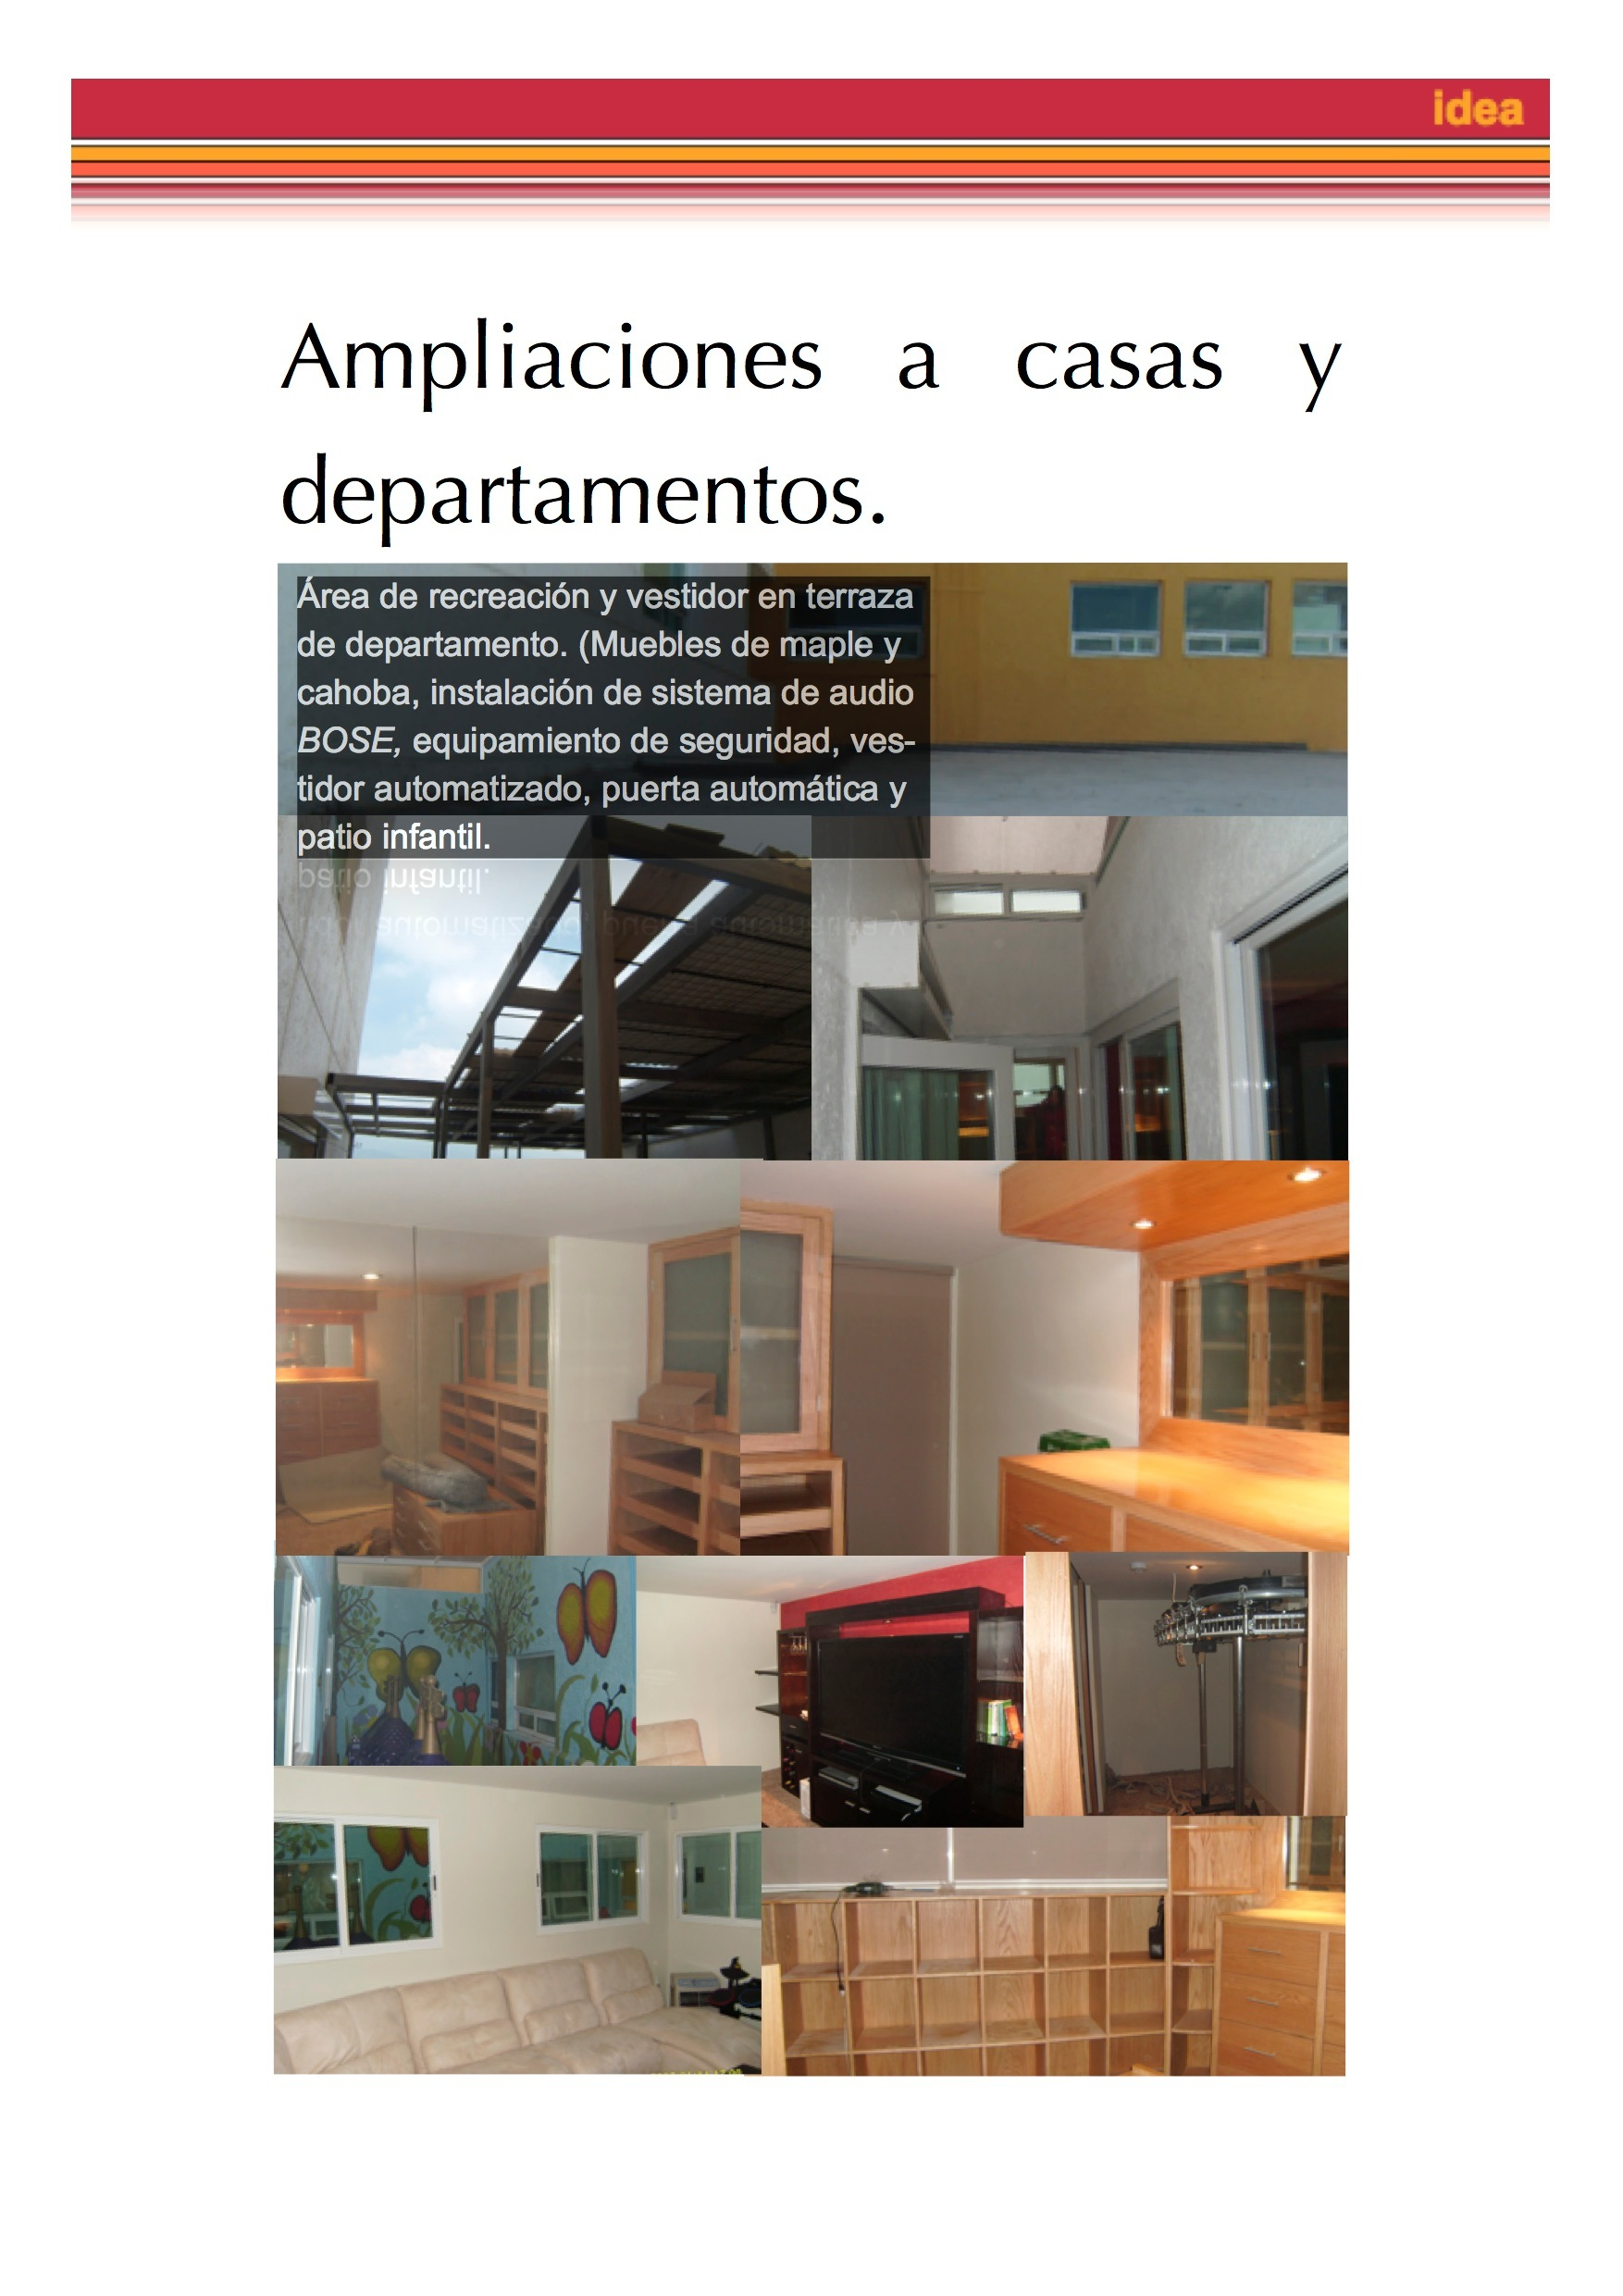 idea
Ampliaciones a casas y
departamentos.
Área de recreación y vestidor en terraza
de departamento. (Muebles de maple y
cahoba, instalación de sistema de audio
BOSE, equipamiento de seguridad, ves-
tidor automatizado, puerta automática y
patio infantil.